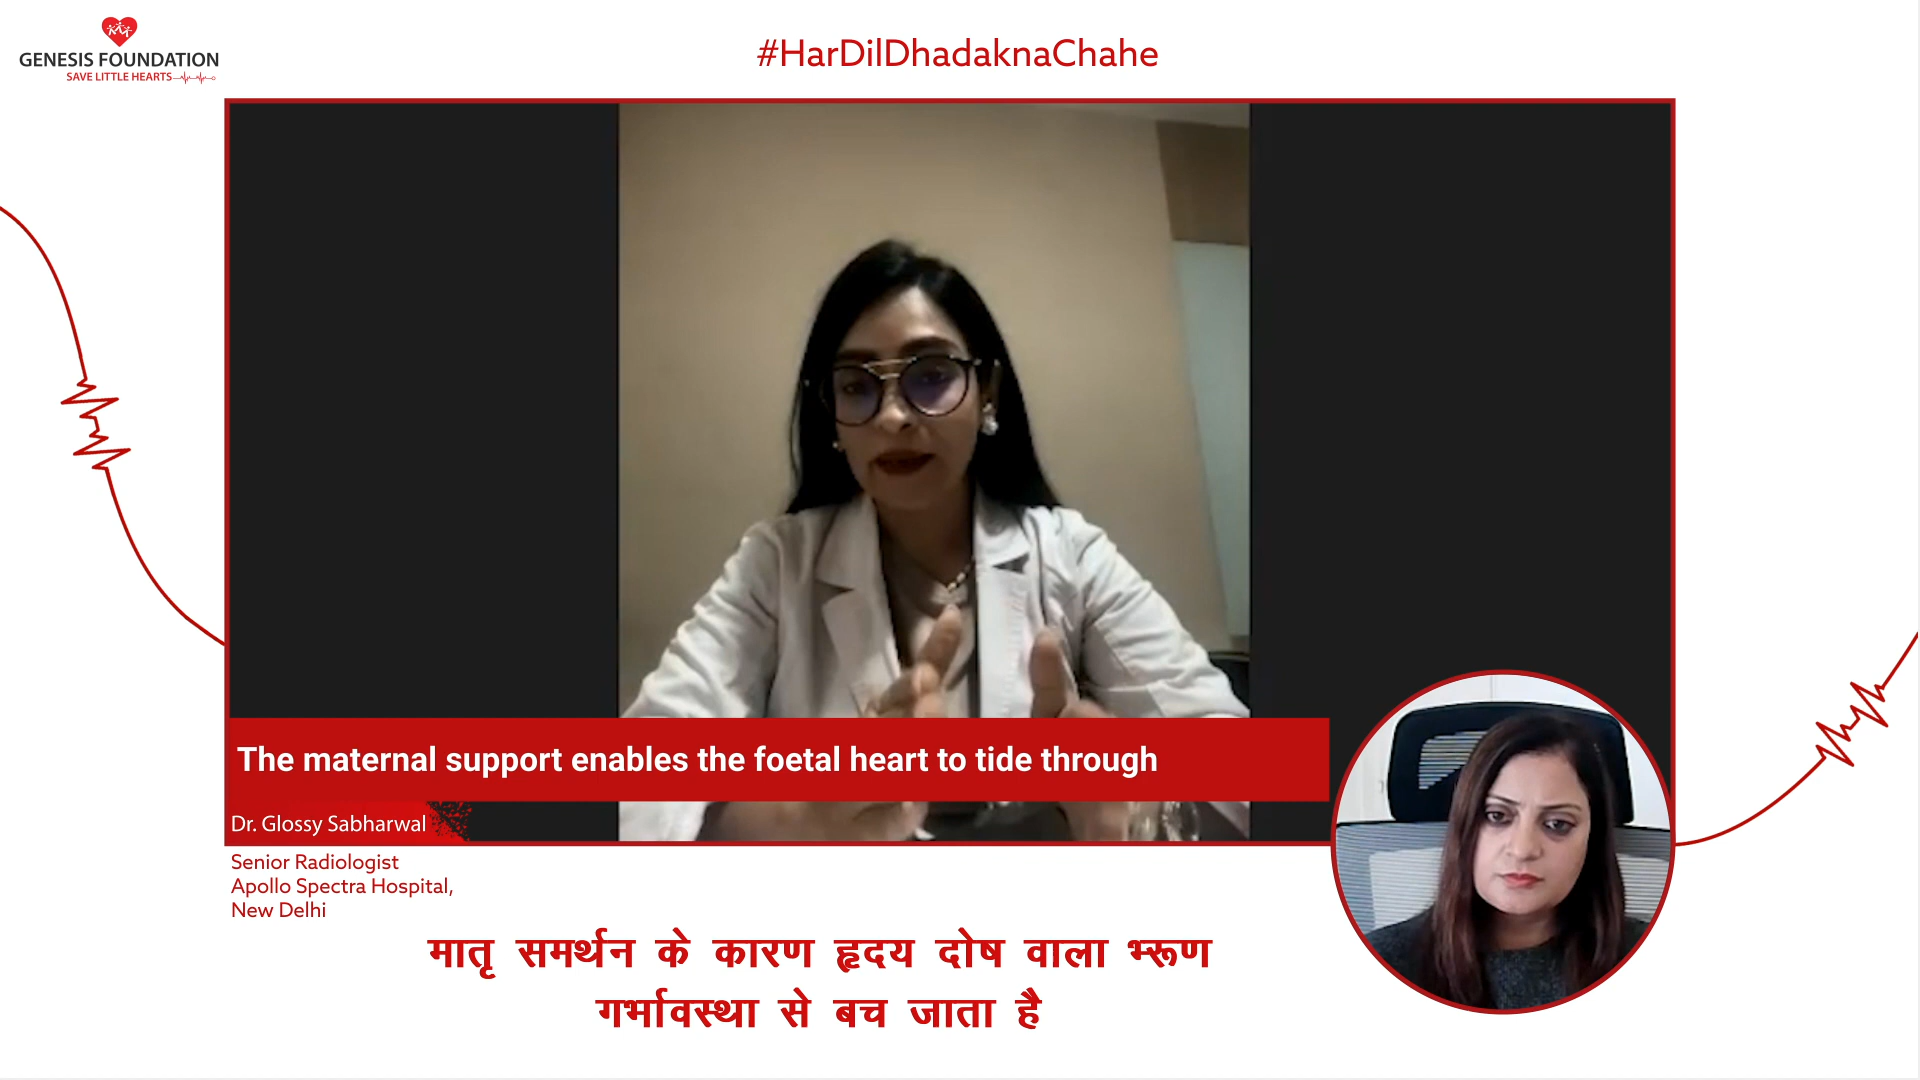 GENESIS FOUNDATION
SAVE LITTLE HEARTS
#HarDilDhadaknaChahe
The maternal support enables the foetal heart to tide through
Dr. Glossy Sabharwal
Senior Radiologist
Apollo Spectra Hospital,
New Delhi
मातृ समर्थन के कारण हृदय दोष वाला भ्रूण
गर्भावस्था से बच जाता है